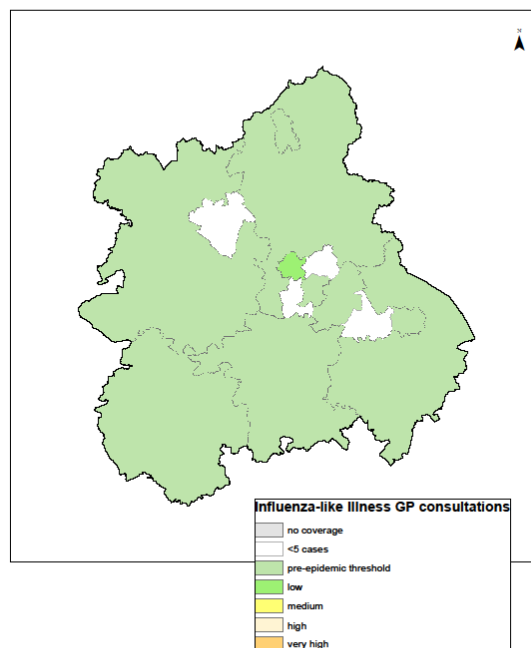 N
Influenza-like Illness GP consultations
no coverage
<5 cases
pre-epidemic threshold
low
medium
high
very high